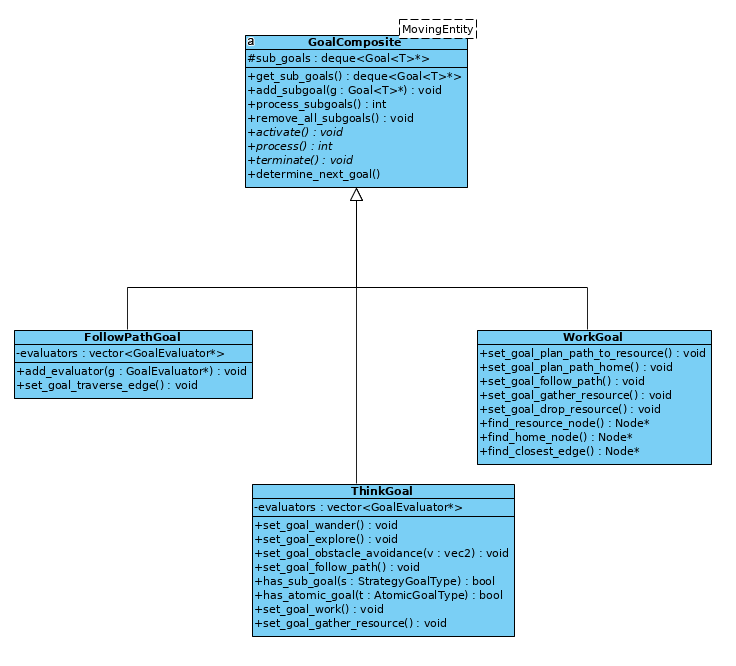 MovingEntity
a
GoalComposite
#sub_goals : deque<Goal<T>*>
+get_sub_goals() : deque<Goal<T>*>
+add_subgoal(g : Goal<T>*) : void
+process_subgoals() : int
+remove_all_subgoals() : void
+activate() : void
+process() : int
+terminate() : void
+determine_next_goal()
FollowPathGoal
-evaluators : vector<GoalEvaluator*>
+add_evaluator(g : GoalEvaluator*) : void
+set_goal_traverse_edge() : void
WorkGoal
+set_goal_plan_path_to_resource() : void
+set_goal_plan_path_home() : void
+set_goal_follow_path() : void
+set_goal_gather_resource() : void
+set_goal_drop_resource() : void
+find_resource_node() : Node*
+find_home_node() : Node*
+find_closest_edge() : Node*
ThinkGoal
-evaluators : vector<GoalEvaluator*>
+set_goal_wander() : void
+set_goal_explore() : void
+set_goal_obstacle_avoidance(v : vec2) : void
+set_goal_follow_path() : void
+has_sub_goal(s : StrategyGoalType) : bool
+has_atomic_goal(t : AtomicGoalType) : bool
+set_goal_work() : void
+set_goal_gather_resource() : void